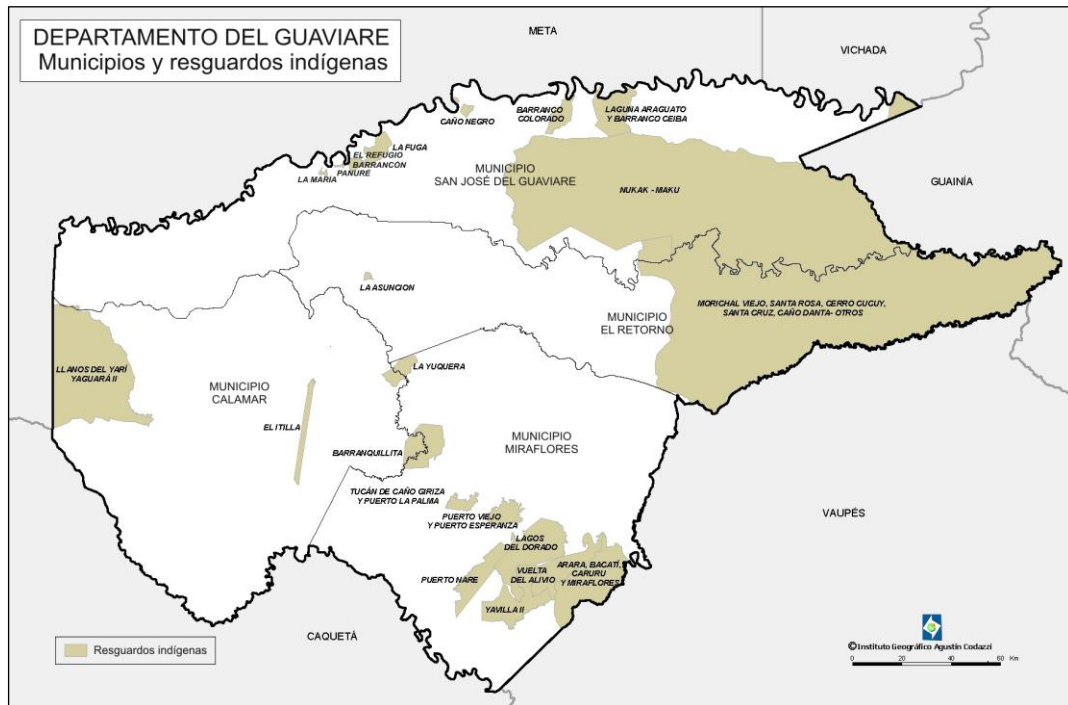 DEPARTAMENTO DEL GUAVIARE
Municipios y resguardos indígenas
META
VICHADA
CAÑO NEGRO
BARRANCO
COLORADO
LAGUNA ARAGUATO
Y BARRANCO CEIBA
LA FUGA
EL REFUGIO
BARRANCON
PANURE
LA MARIA
MUNICIPIO
SAN JOSÉ DEL GUAVIARE
NUKAK - MAKU
GUAINÍA
LA ASUNCION
MUNICIPIO
EL RETORNO
MORICHAL VIEJO, SANTA ROSA, CERRO CUCUY,
SANTA CRUZ, CAÑO DANTA- OTROS
LLANOS DEL YARÍ
YAGUARÁ II
LA YUQUERA
MUNICIPIO
CALAMAR
EL ITILLA
MUNICIPIO
MIRAFLORES
BARRANQUILLITA
TUCÁN DE CAÑO GIRIZA
Y PUERTO LA PALMA
PUERTO VIEJO
Y PUERTO ESPERANZA
VAUPÉS
LAGOS
DEL DORADO
PUERTO NARE
VUELTA
DEL ALIVIO
ARARA, BACATÍ,
CARURU
Y MIRAFLORES
YAVILLA II
CAQUETÁ
Resguardos indígenas
© Instituto Geográfico Agustín Codazzi
0 20 40 60 Km